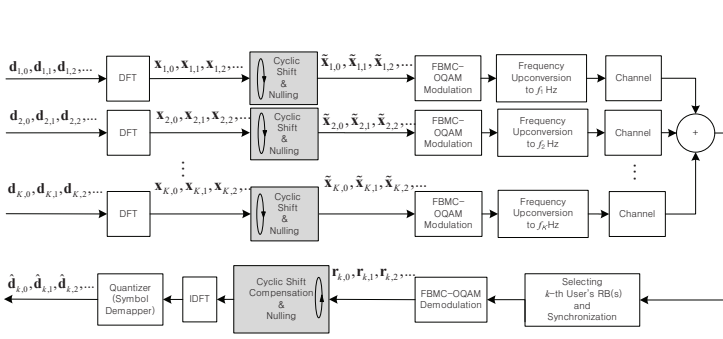 d1,0, d1,1, d1,2,...
DFT
x1,0, x1,1, x1,2,...
Cyclic
Shift
&
Nulling
x̃1,0, x̃1,1, x̃1,2,...
FBMC-
OQAM
Modulation
Frequency
Upconversion
to f1 Hz
Channel
d2,0, d2,1, d2,2,...
DFT
x2,0, x2,1, x2,2,...
Cyclic
Shift
&
Nulling
x̃2,0, x̃2,1, x̃2,2,...
FBMC-
OQAM
Modulation
Frequency
Upconversion
to f2 Hz
Channel
+
dK,0, dK,1, dK,2,...
DFT
xK,0, xK,1, xK,2,...
Cyclic
Shift
&
Nulling
x̃K,0, x̃K,1, x̃K,2,...
FBMC-
OQAM
Modulation
Frequency
Upconversion
to fK Hz
Channel
d̂k,0, d̂k,1, d̂k,2,...
Quantizer
(Symbol
Demapper)
IDFT
Cyclic Shift
Compensation
&
Nulling
rk,0, rk,1, rk,2,...
FBMC-OQAM
Demodulation
Selecting
k-th User's RB(s)
and
Synchronization